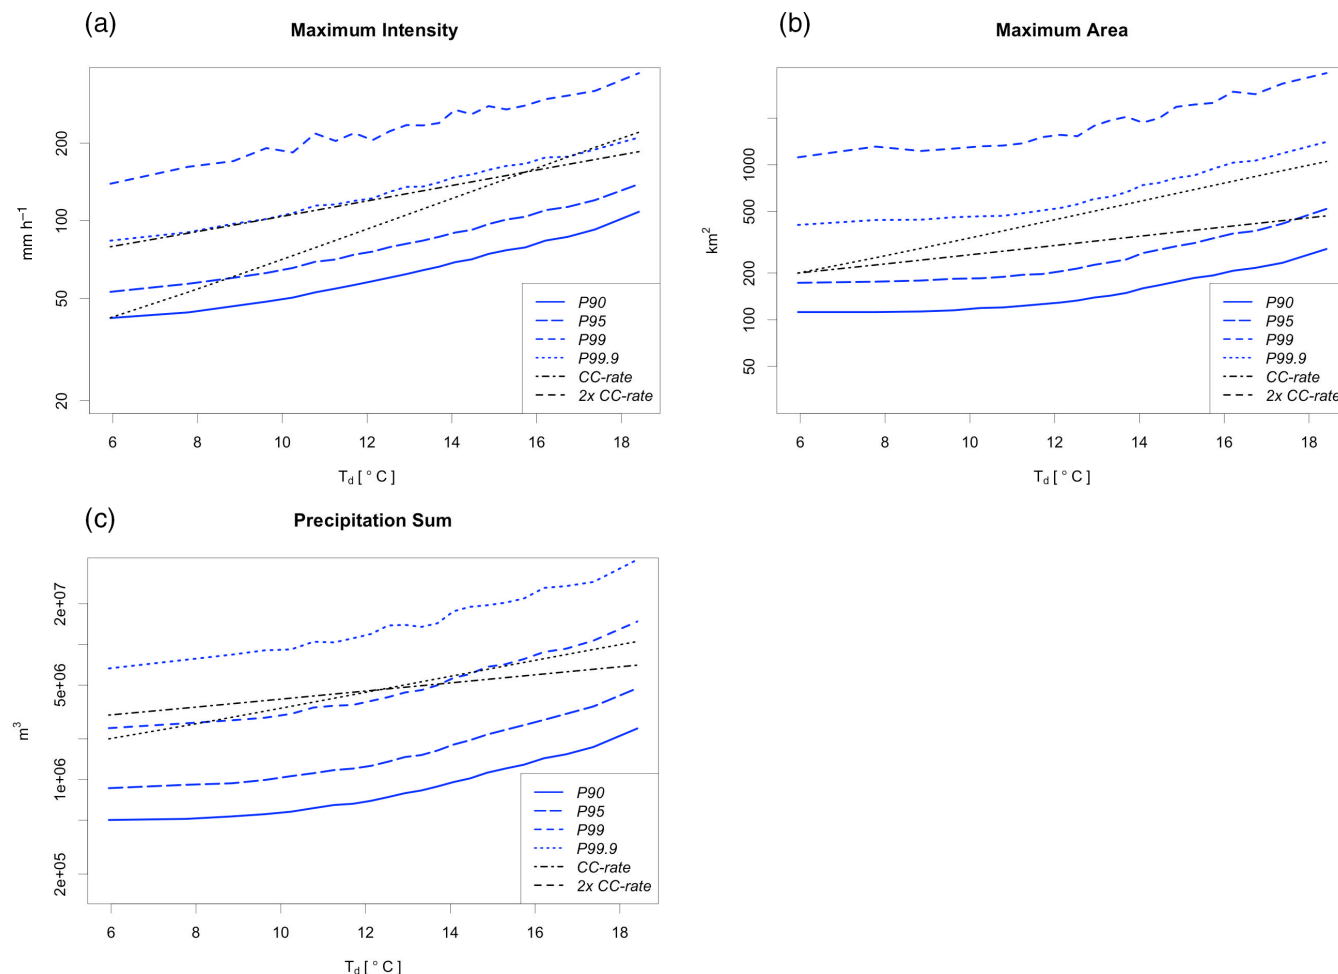 (a)
Maximum Intensity
mm h⁻¹
200
100
50
20
P90
P95
P99
P99.9
CC-rate
2x CC-rate
6 8 10 12 14 16 18
T_d [ ° C ]
(b)
Maximum Area
km²
1000
500
200
100
50
P90
P95
P99
P99.9
CC-rate
2x CC-rate
6 8 10 12 14 16 18
T_d [ ° C ]
(c)
Precipitation Sum
m³
2e+07
5e+06
1e+06
2e+05
P90
P95
P99
P99.9
CC-rate
2x CC-rate
6 8 10 12 14 16 18
T_d [ ° C ]